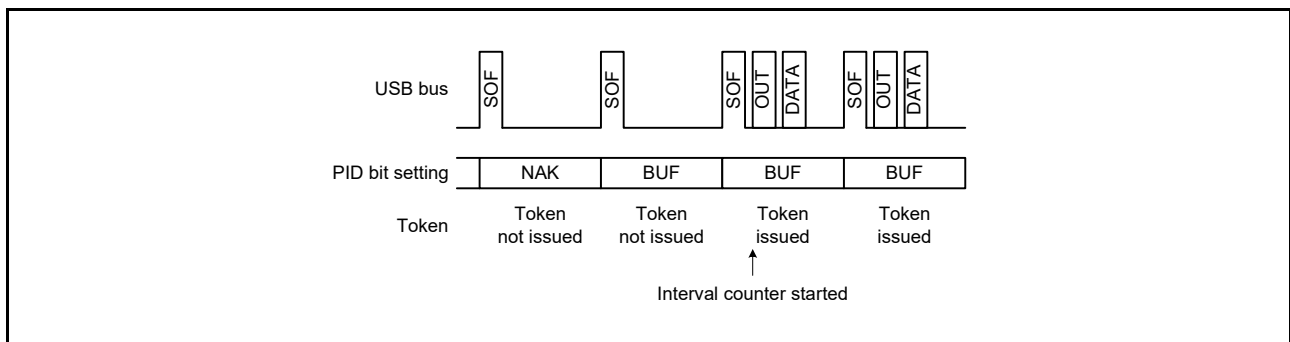 USB bus
SOF
SOF
SOF
OUT
DATA
SOF
OUT
DATA
PID bit setting
NAK
BUF
BUF
BUF
Token
Token
not issued
Token
not issued
Token
issued
Token
issued
Interval counter started